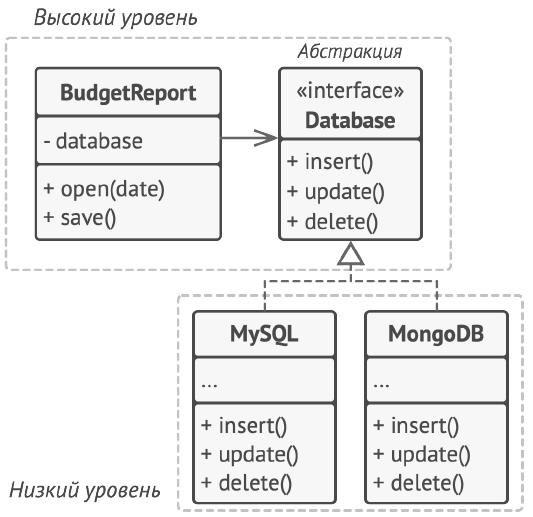 Высокий уровень
Абстракция
BudgetReport
- database
+ open(date)
+ save()
«interface»
Database
+ insert()
+ update()
+ delete()
MySQL
...
+ insert()
+ update()
+ delete()
MongoDB
...
+ insert()
+ update()
+ delete()
Низкий уровень